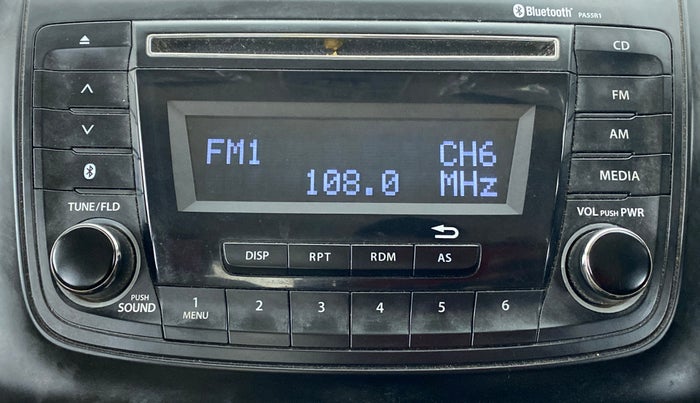 Bluetooth® PA55R1
CD
FM
AM
MEDIA
FM1 CH6
108.0 MHz
TUNE/FLD
VOL PUSH PWR
DISP RPT RDM AS
PUSH
SOUND
1 2 3 4 5 6
MENU